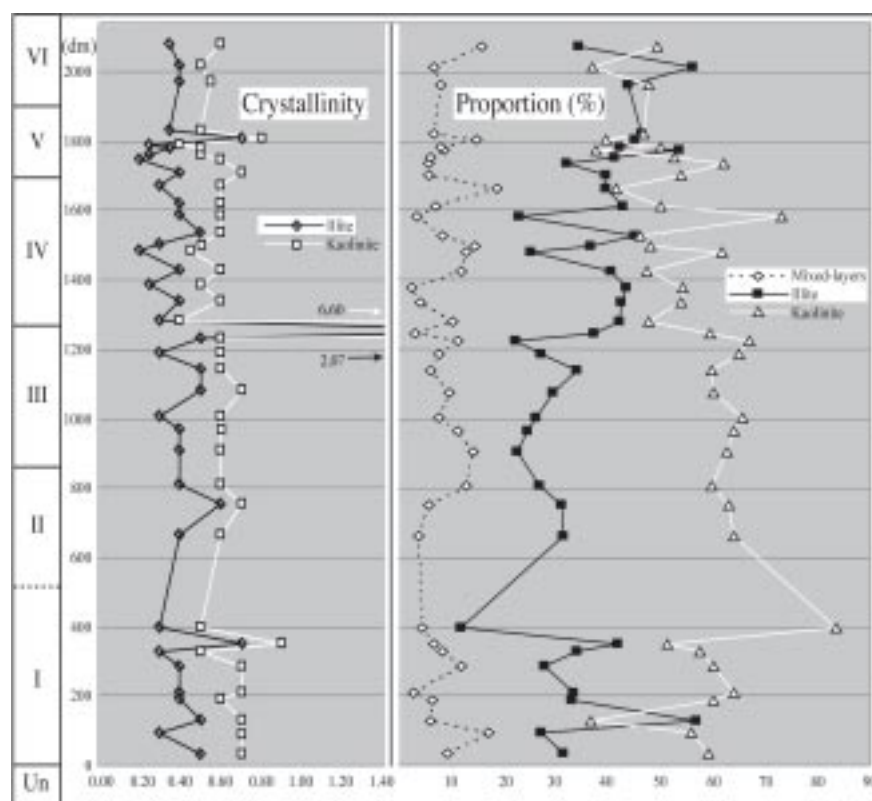 VI
V
IV
III
II
I
Un
(dm)
2000
1800
1600
1400
1200
1000
800
600
400
200
0
Crystallinity
Illite
Kaolinite
6.60
2.07
0.00 0.20 0.40 0.60 0.80 1.00 1.20 1.40
Proportion (%)
Mixed-layers
Illite
Kaolinite
10 20 30 40 50 60 70 80 90